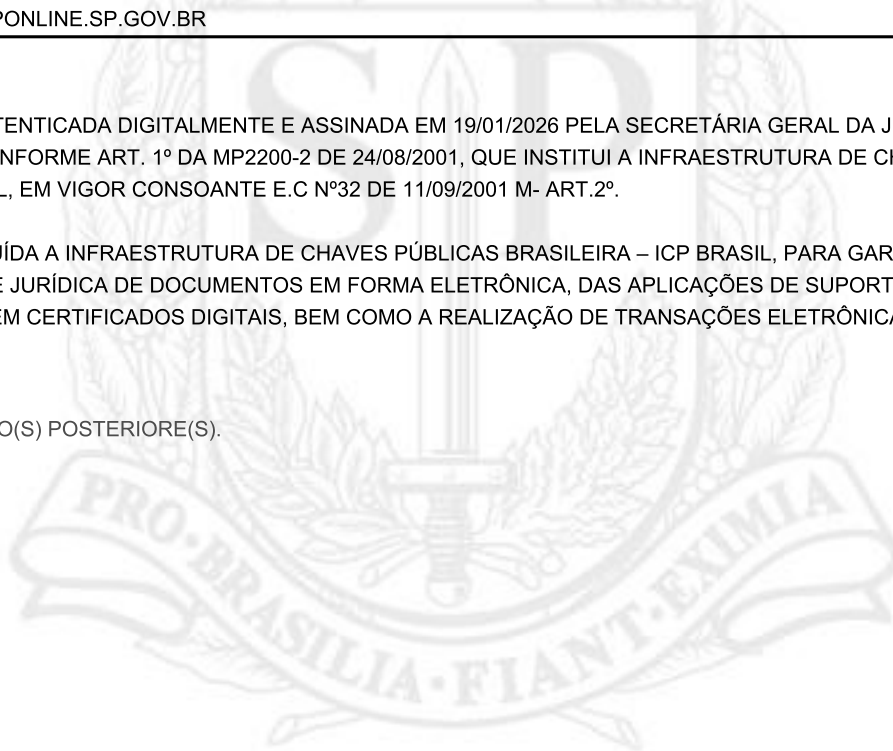 PONLINE.SP.GOV.BR
TENTICADA DIGITALMENTE E ASSINADA EM 19/01/2026 PELA SECRETÁRIA GERAL DA J
NFORME ART. 1º DA MP2200-2 DE 24/08/2001, QUE INSTITUI A INFRAESTRUTURA DE CH
L, EM VIGOR CONSOANTE E.C Nº32 DE 11/09/2001 M- ART.2º.
UÍDA A INFRAESTRUTURA DE CHAVES PÚBLICAS BRASILEIRA – ICP BRASIL, PARA GAR
E JURÍDICA DE DOCUMENTOS EM FORMA ELETRÔNICA, DAS APLICAÇÕES DE SUPORT
EM CERTIFICADOS DIGITAIS, BEM COMO A REALIZAÇÃO DE TRANSAÇÕES ELETRÔNICA
O(S) POSTERIORE(S).
SP
PRO·BRASILIA·FIANT·EXIMIA